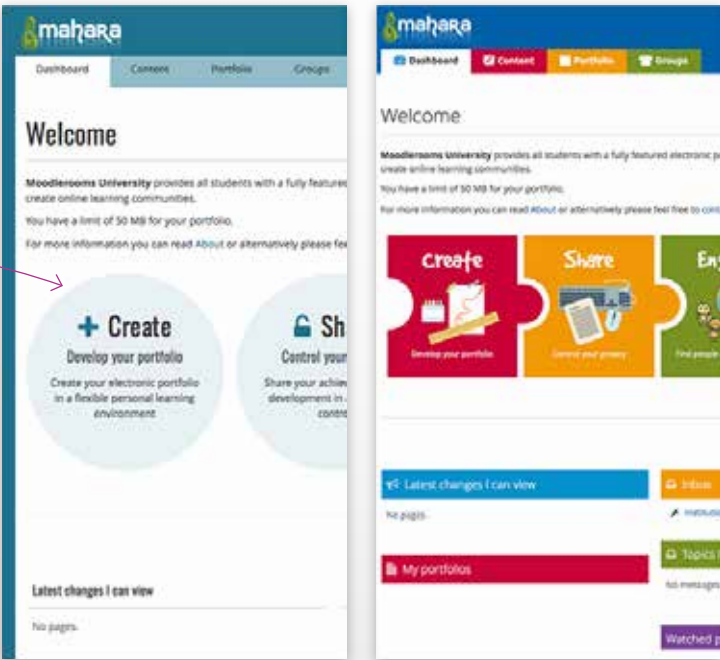 mahara
Dashboard Content Portfolio Groups
Welcome
Moodlerooms University provides all students with a fully featured
create online learning communities.
You have a limit of 50 MB for your portfolio.
For more information you can read About or alternatively please fee
Create
Develop your portfolio
Create your electronic portfolio
in a flexible personal learning
environment
Sh
Control your
Share your achiev
development in
contro
Latest changes I can view
No pages.
mahara
Dashboard Content Portfolio Groups
Welcome
Moodlerooms University provides all students with a fully featured electronic p
create online learning communities.
You have a limit of 50 MB for your portfolio.
For more information you can read About or alternatively please feel free to cont
Create
Develop your portfolio
Share
Control your privacy
En
Find people
Latest changes I can view
No pages.
My portfolios
Inbox
Topics
No messages
Watched p